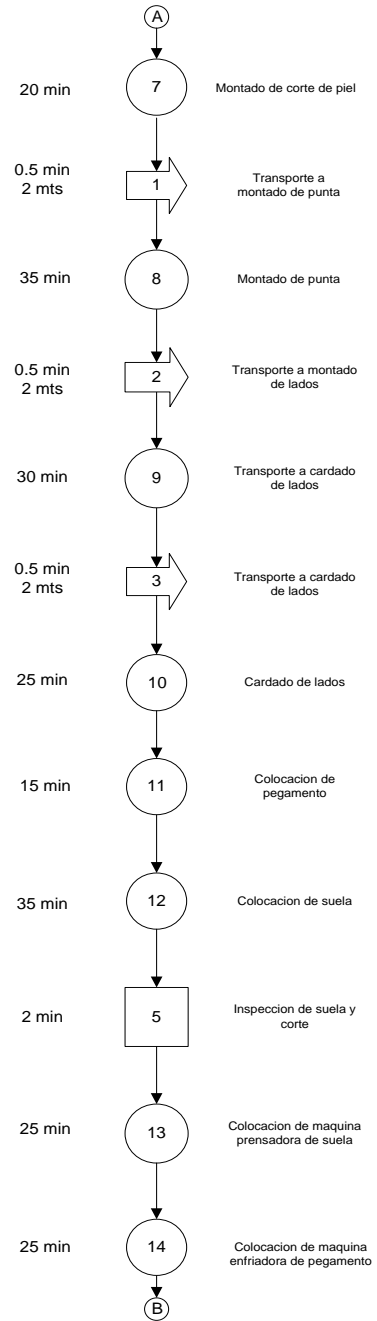 A
20 min
7
Montado de corte de piel
0.5 min
2 mts
1
Transporte a
montado de punta
35 min
8
Montado de punta
0.5 min
2 mts
2
Transporte a montado
de lados
30 min
9
Transporte a cardado
de lados
0.5 min
2 mts
3
Transporte a cardado
de lados
25 min
10
Cardado de lados
15 min
11
Colocacion de
pegamento
35 min
12
Colocacion de suela
2 min
5
Inspeccion de suela y
corte
25 min
13
Colocacion de maquina
prensadora de suela
25 min
14
Colocacion de maquina
enfriadora de pegamento
B